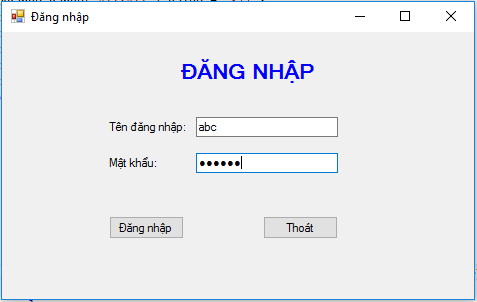 Đăng nhập
ĐĂNG NHẬP
Tên đăng nhập: abc
Mật khẩu: ●●●●●●
Đăng nhập Thoát